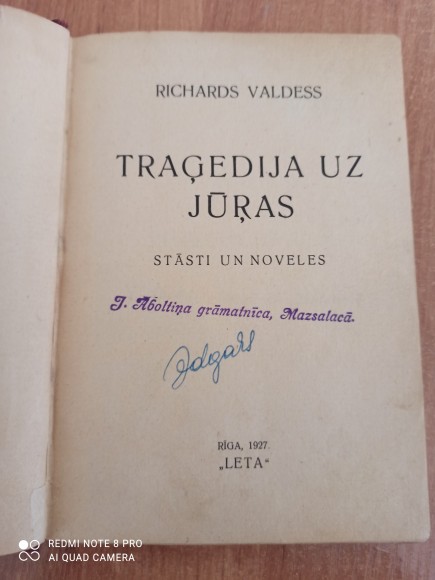 RICHARDS VALDESS
TRAĢEDIJA UZ
JŪŖAS
STĀSTI UN NOVELES
J. Āboltiņa grāmatnīca, Mazsalacā.
RĪGA, 1927.
„LETA“
REDMI NOTE 8 PRO
AI QUAD CAMERA